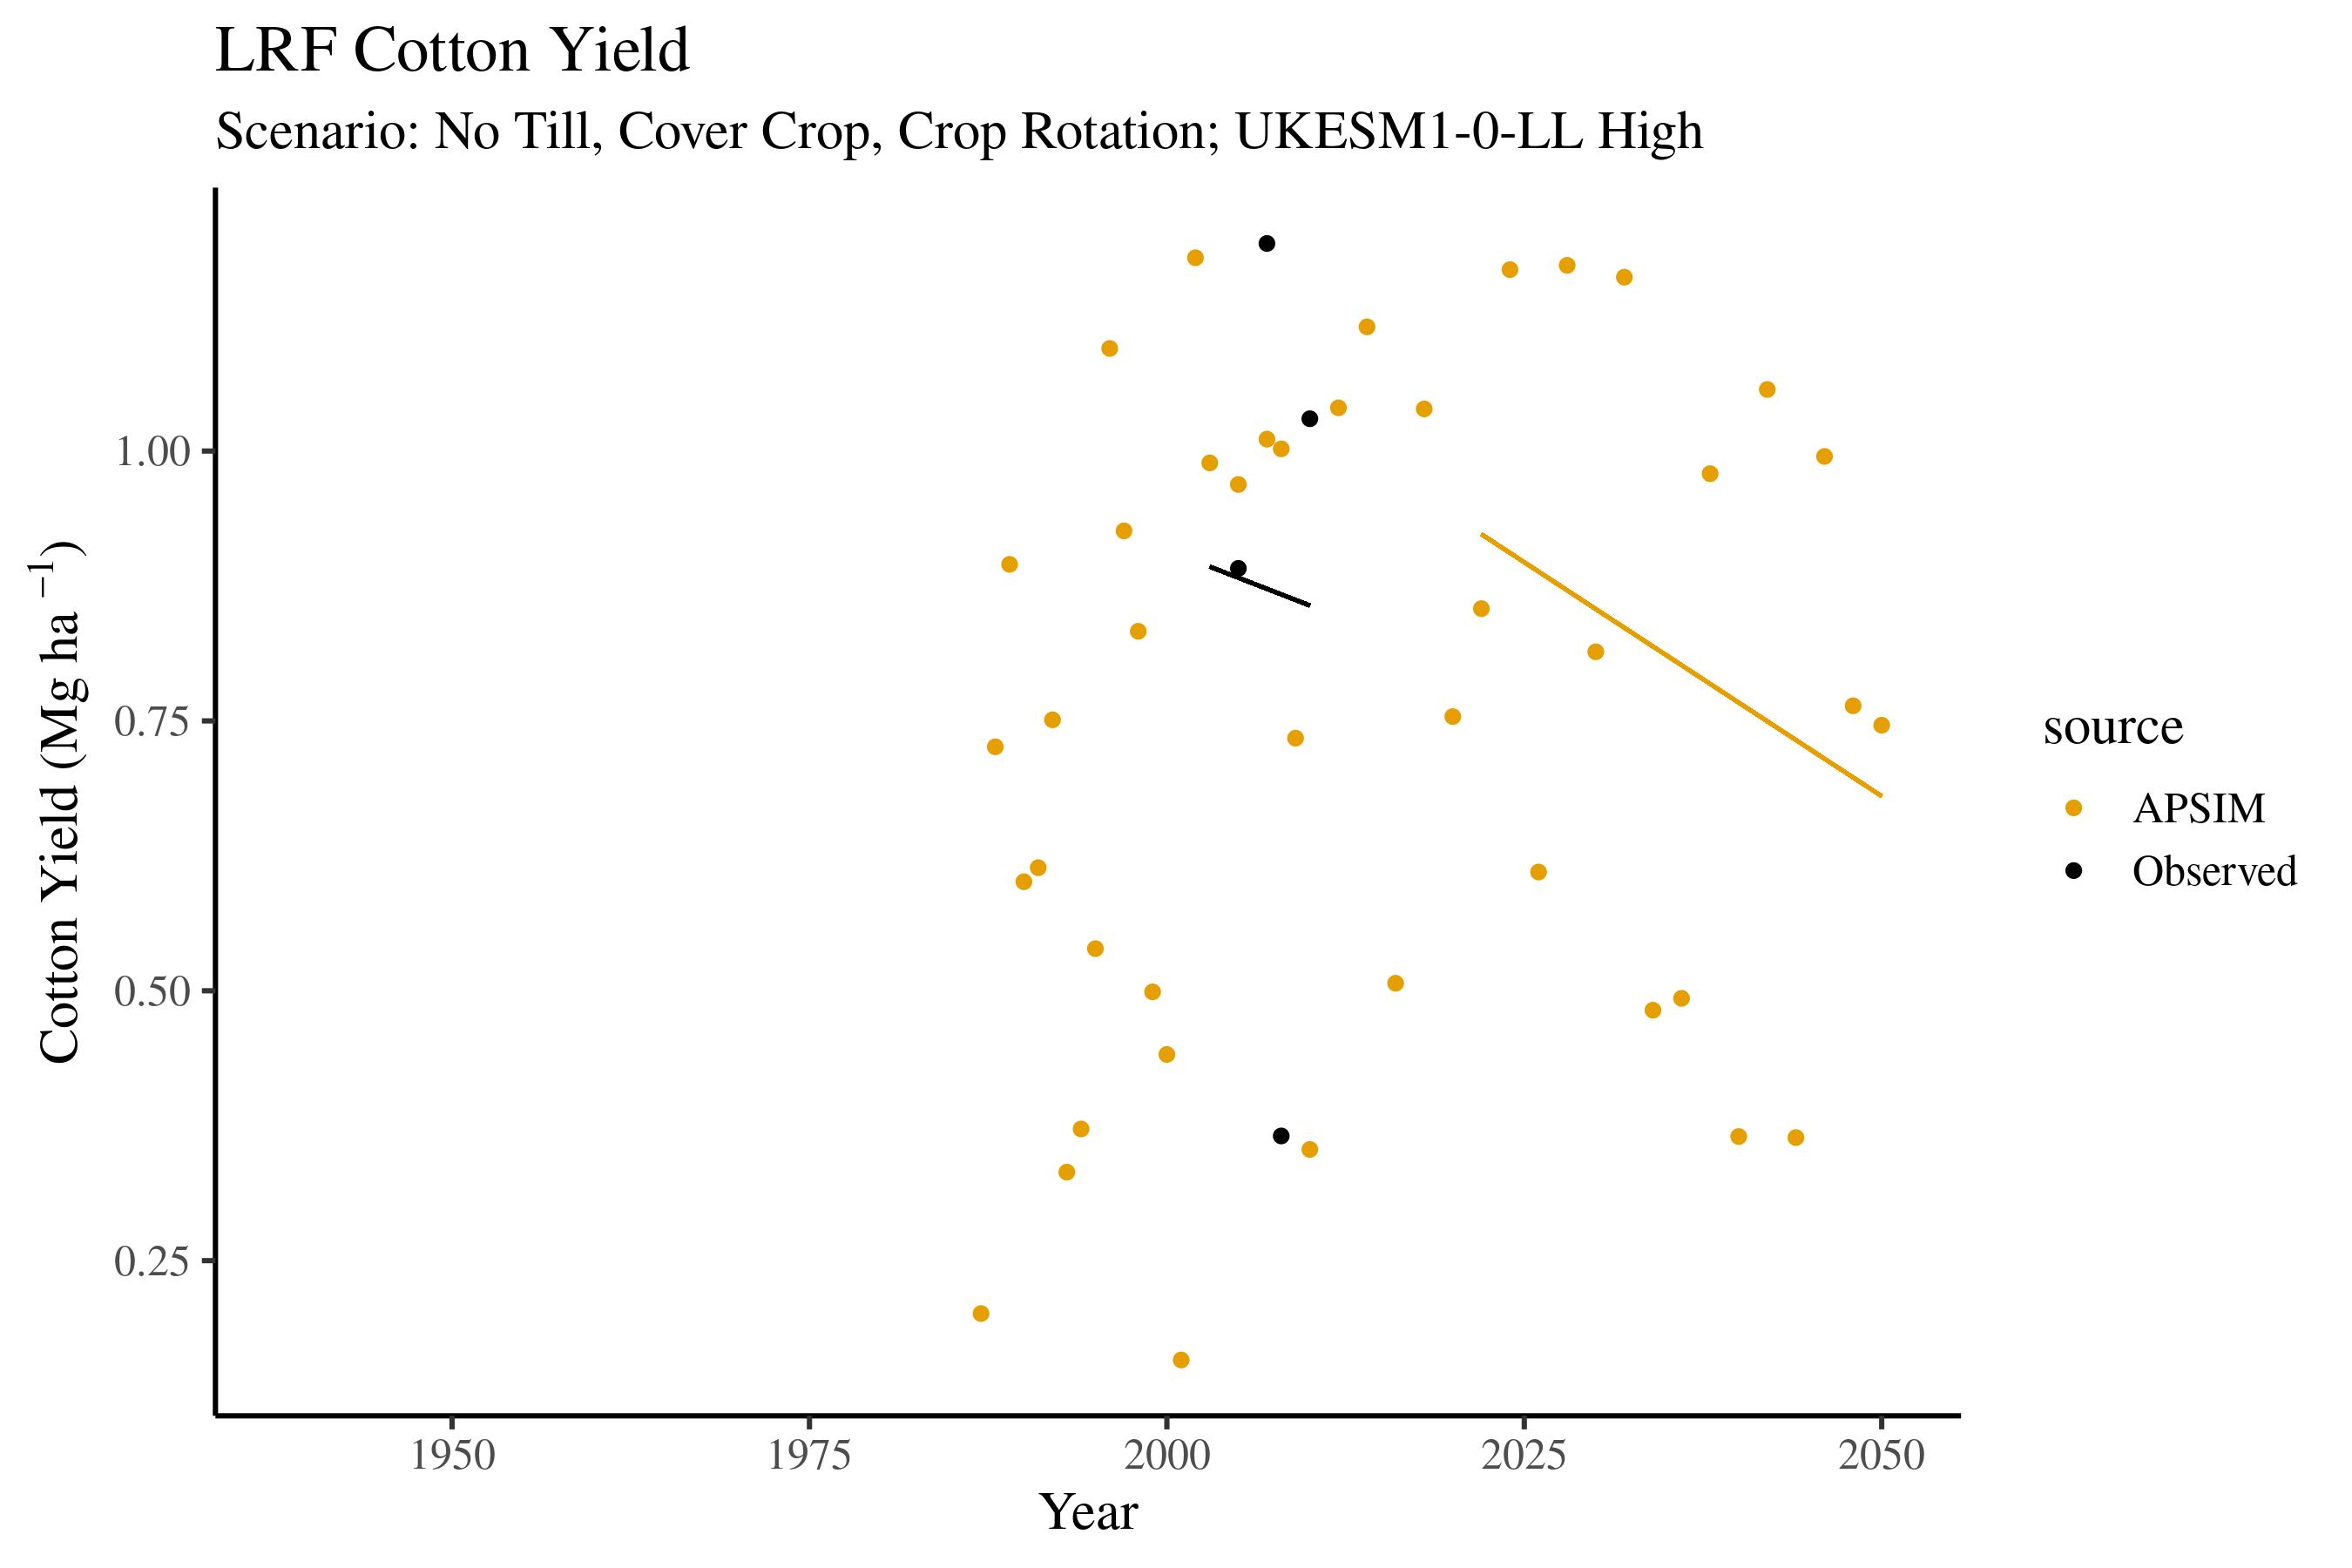 LRF Cotton Yield
Scenario: No Till, Cover Crop, Crop Rotation; UKESM1-0-LL High
Cotton Yield (Mg ha −1)
1.00
0.75
0.50
0.25
1950 1975 2000 2025 2050
Year
source
APSIM
Observed